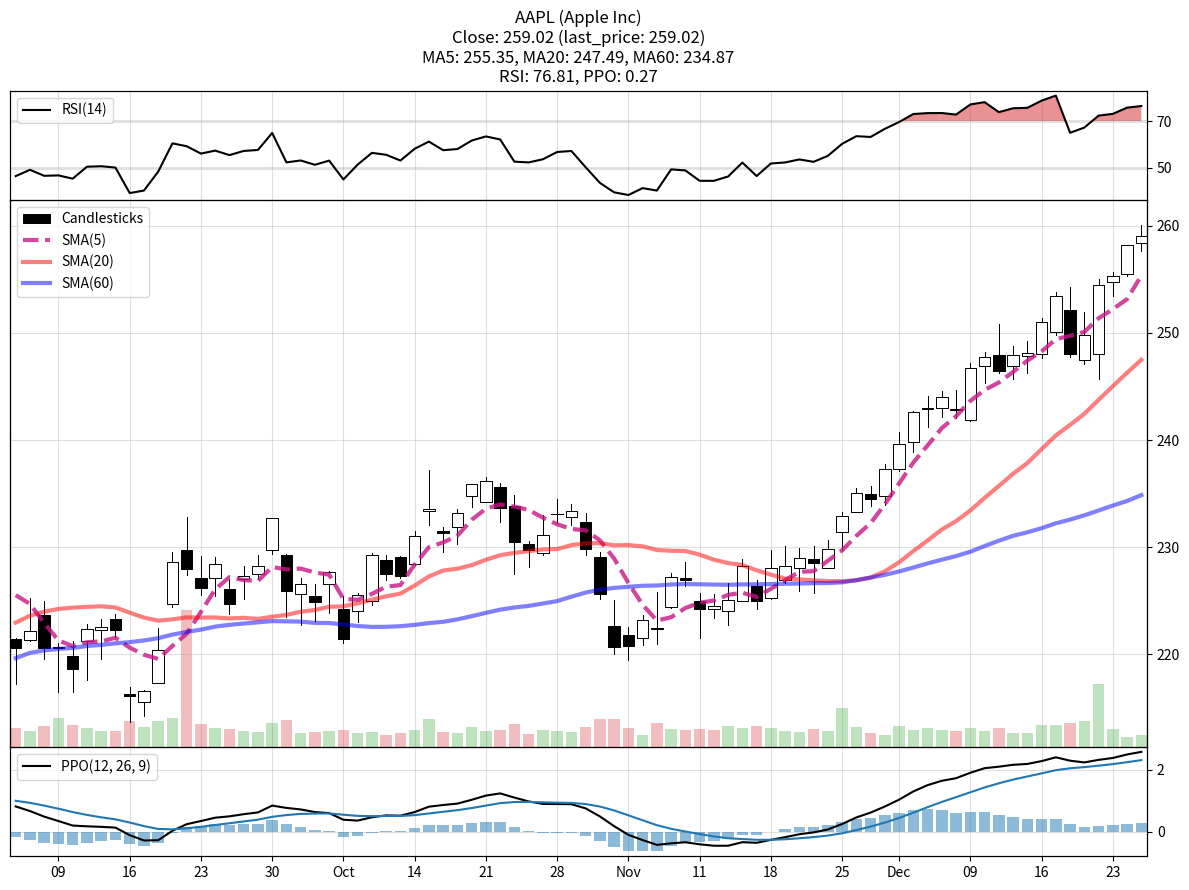 AAPL (Apple Inc)
Close: 259.02 (last_price: 259.02)
MA5: 255.35, MA20: 247.49, MA60: 234.87
RSI: 76.81, PPO: 0.27
RSI(14)
70
50
Candlesticks
SMA(5)
SMA(20)
SMA(60)
260
250
240
230
220
PPO(12, 26, 9)
2
0
09 16 23 30 Oct 14 21 28 Nov 11 18 25 Dec 09 16 23